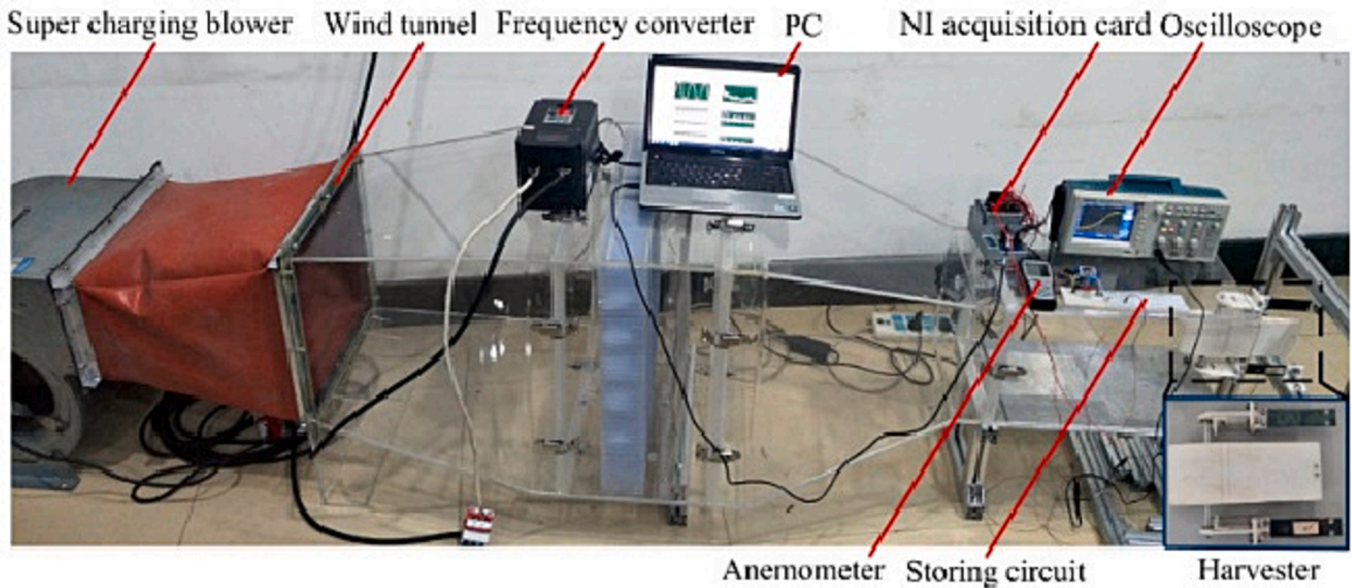 Super charging blower
Wind tunnel
Frequency converter
PC
NI acquisition card
Oscilloscope
Anemometer
Storing circuit
Harvester